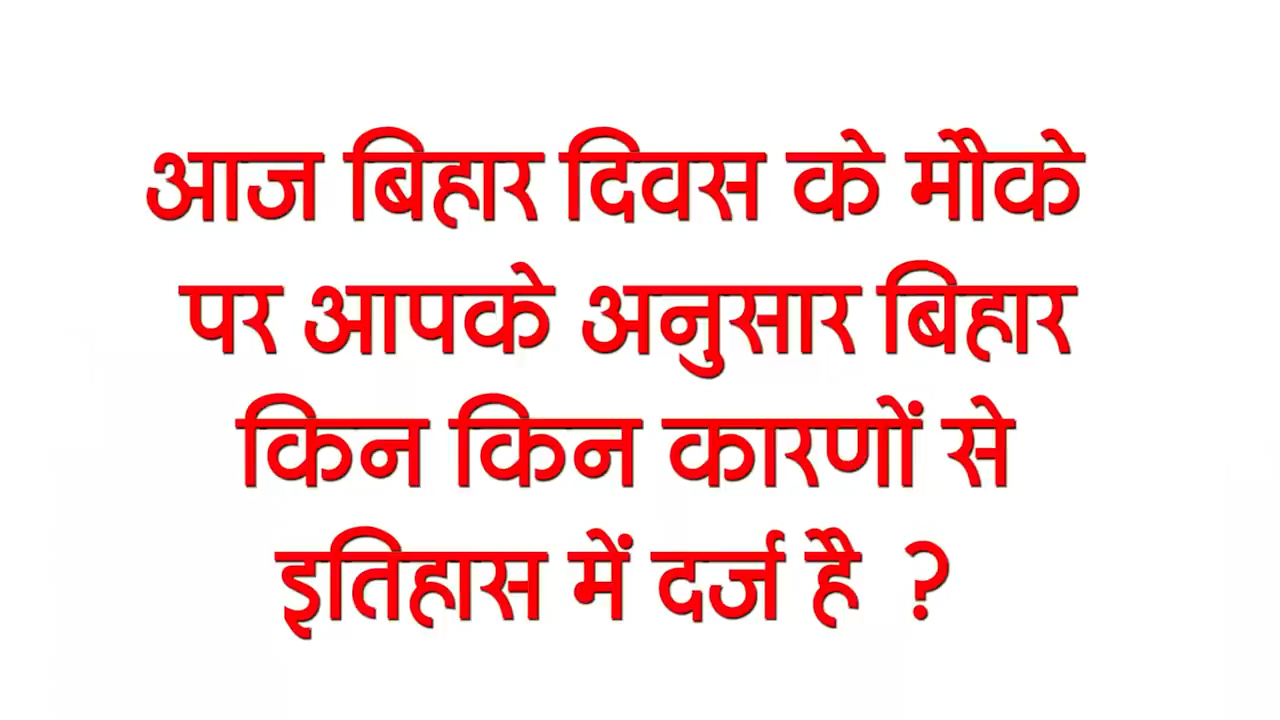 आज बिहार दिवस के मौके
पर आपके अनुसार बिहार
किन किन कारणों से
इतिहास में दर्ज है ?